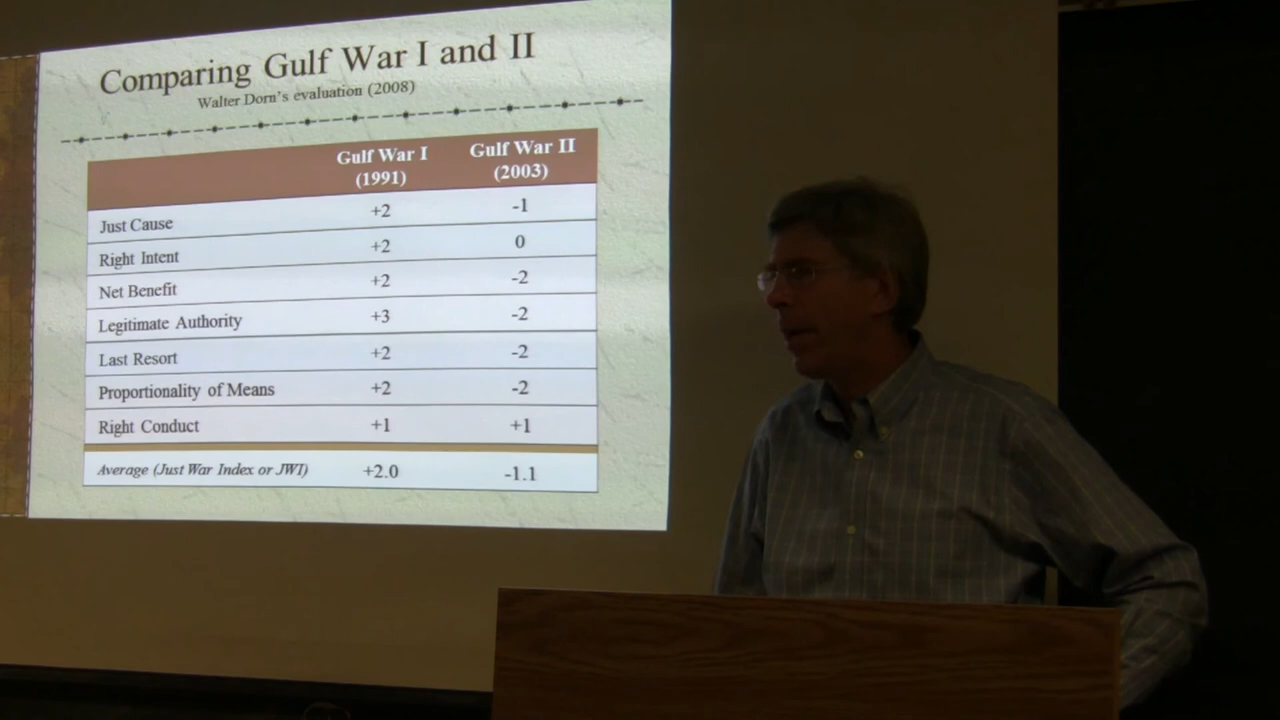 Comparing Gulf War I and II
Walter Dorn's evaluation (2008)
Gulf War I Gulf War II
(1991) (2003)
Just Cause +2 -1
Right Intent +2 0
Net Benefit +2 -2
Legitimate Authority +3 -2
Last Resort +2 -2
Proportionality of Means +2 -2
Right Conduct +1 +1
Average (Just War Index or JWI) +2.0 -1.1